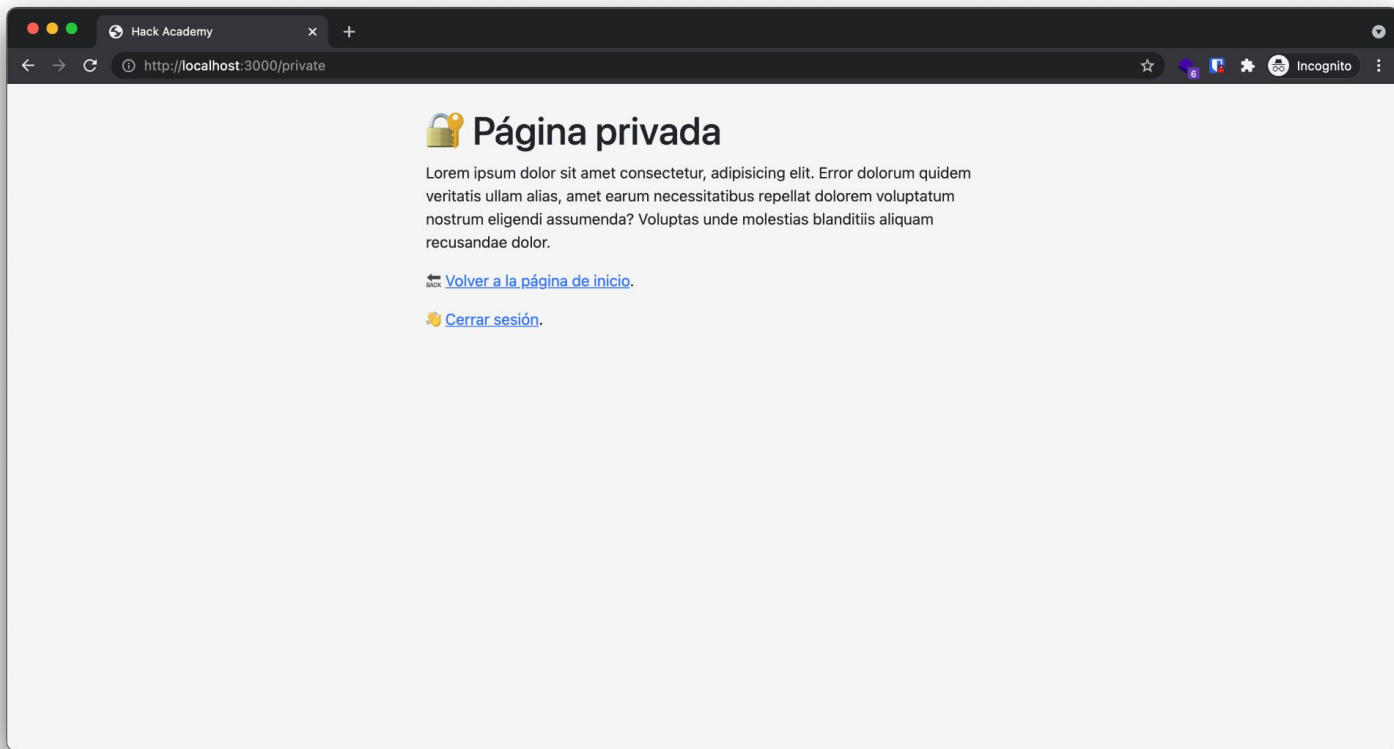 Hack Academy
http://localhost:3000/private
6
Incognito
Página privada
Lorem ipsum dolor sit amet consectetur, adipisicing elit. Error dolorum quidem
veritatis ullam alias, amet earum necessitatibus repellat dolorem voluptatum
nostrum eligendi assumenda? Voluptas unde molestias blanditiis aliquam
recusandae dolor.
BACK Volver a la página de inicio.
Cerrar sesión.